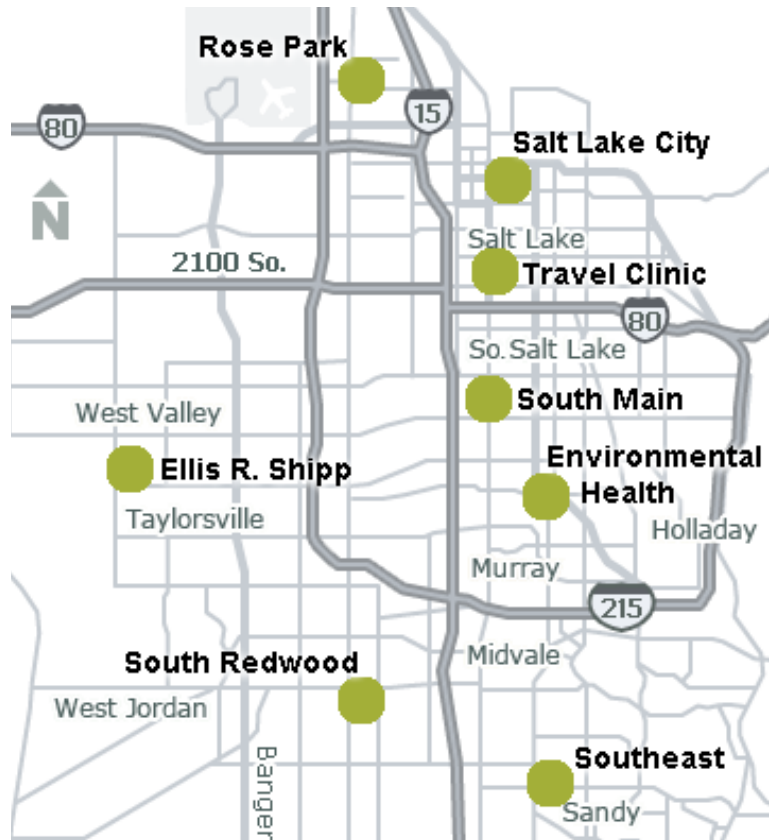 Rose Park
15
80
Salt Lake City
N
Salt Lake
2100 So.
Travel Clinic
80
So. Salt Lake
South Main
West Valley
Environmental
Health
Ellis R. Shipp
Taylorsville
Holladay
Murray
215
Midvale
South Redwood
West Jordan
Banger
Southeast
Sandy